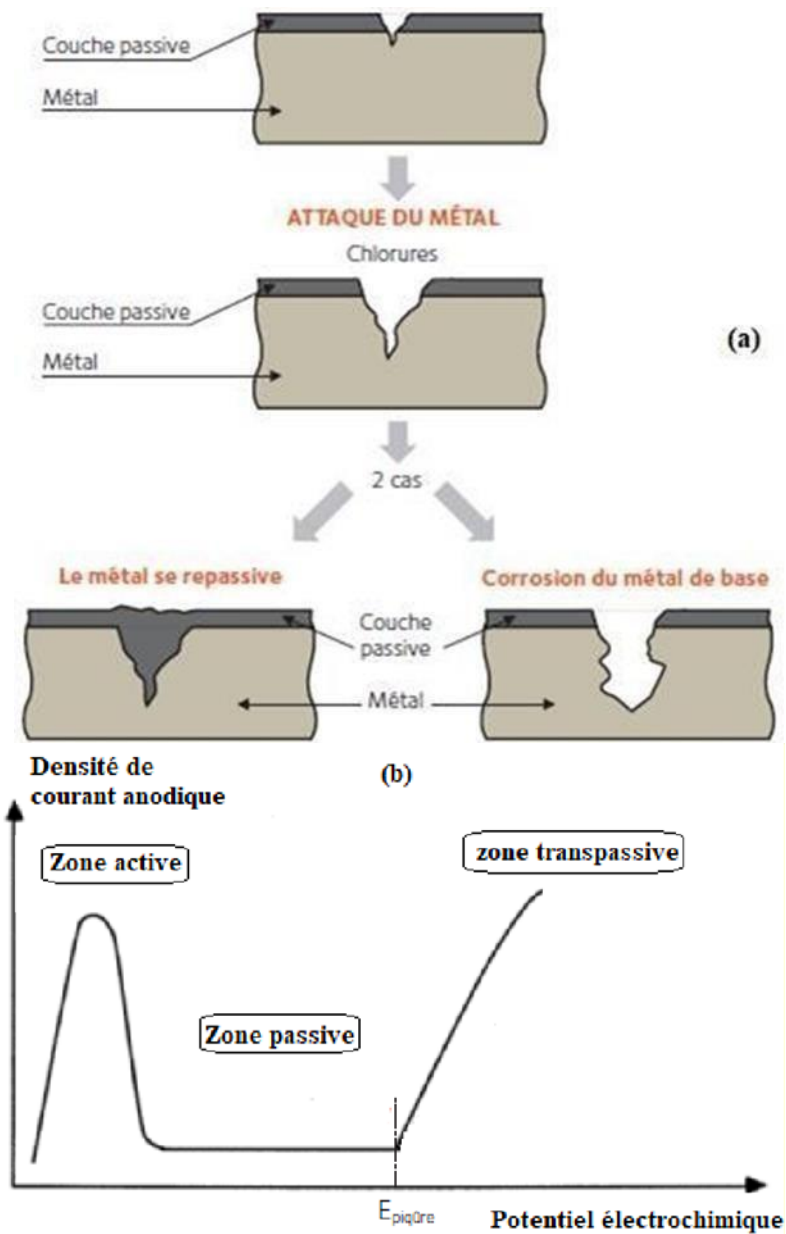 Couche passive
Métal
ATTAQUE DU MÉTAL
Chlorures
Couche passive
Métal
(a)
2 cas
Le métal se repassive
Corrosion du métal de base
Couche
passive
Métal
Densité de
courant anodique
(b)
Zone active
zone transpassive
Zone passive
Epiqûre
Potentiel électrochimique